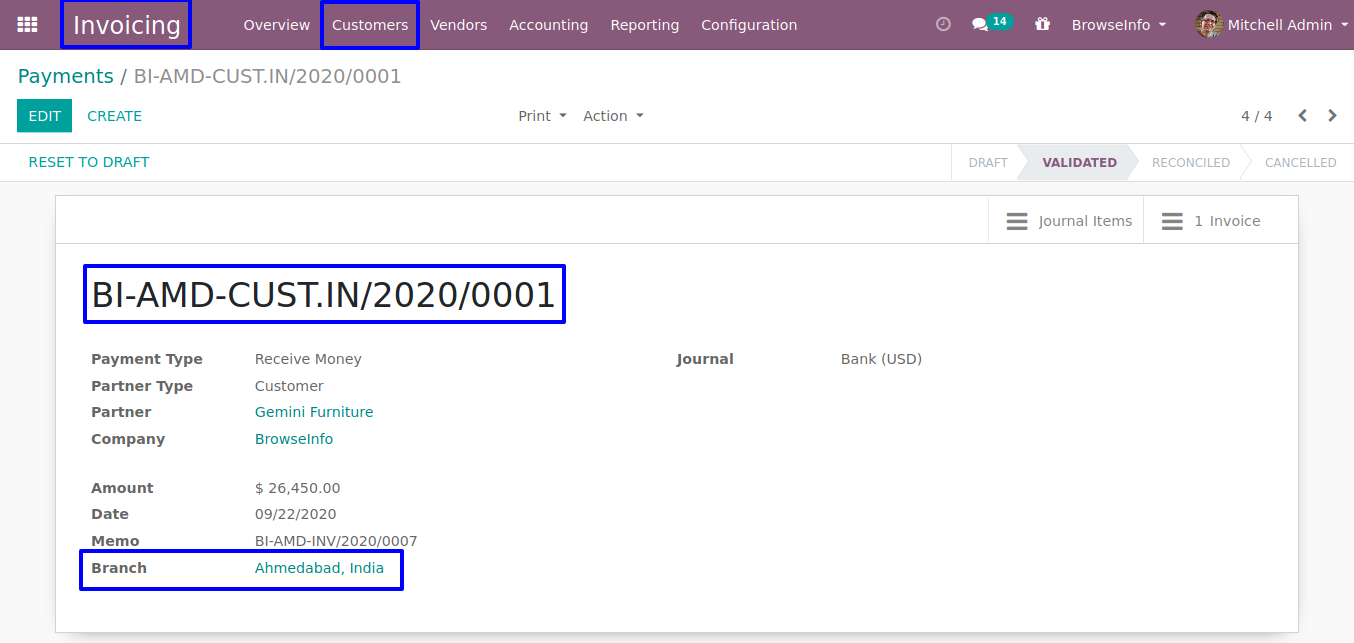 Invoicing Overview Customers Vendors Accounting Reporting Configuration 14 BrowseInfo Mitchell Admin
Payments / BI-AMD-CUST.IN/2020/0001
EDIT CREATE Print Action 4 / 4
RESET TO DRAFT DRAFT VALIDATED RECONCILED CANCELLED
Journal Items 1 Invoice
BI-AMD-CUST.IN/2020/0001
Payment Type Receive Money Journal Bank (USD)
Partner Type Customer
Partner Gemini Furniture
Company BrowseInfo
Amount $ 26,450.00
Date 09/22/2020
Memo BI-AMD-INV/2020/0007
Branch Ahmedabad, India